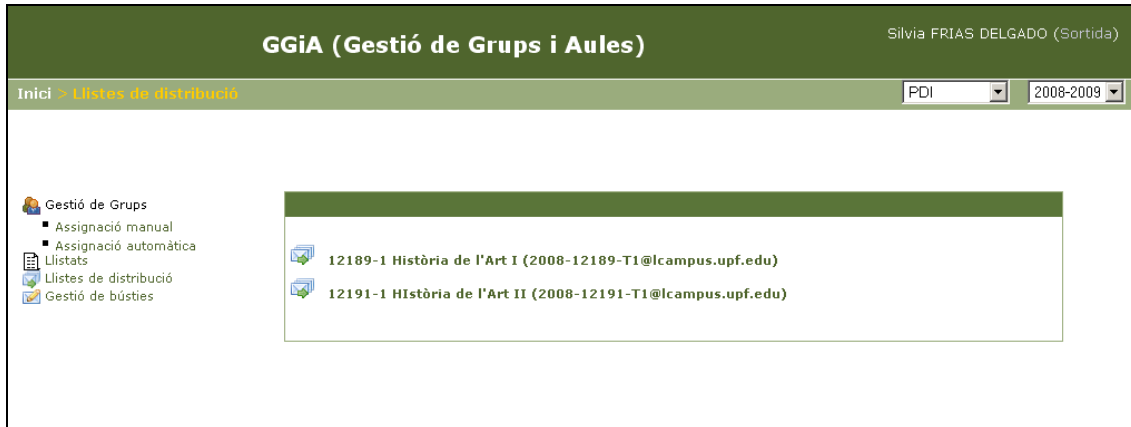 GGiA (Gestió de Grups i Aules)
Silvia FRIAS DELGADO (Sortida)
Inici > Llistes de distribució
PDI
2008-2009
Gestió de Grups
Assignació manual
Assignació automàtica
Llistats
Llistes de distribució
Gestió de bústies
12189-1 Història de l'Art I (2008-12189-T1@lcampus.upf.edu)
12191-1 HIstòria de l'Art II (2008-12191-T1@lcampus.upf.edu)